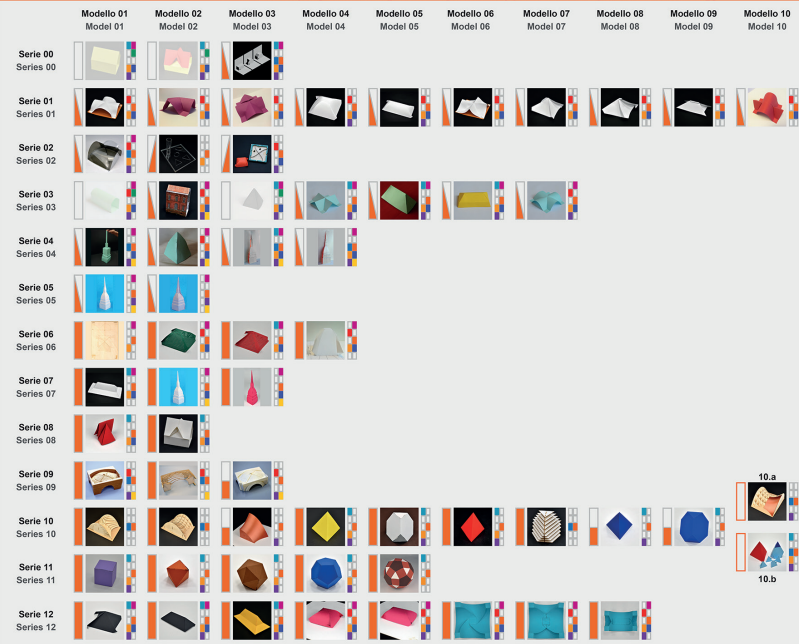 Modello 01 Modello 02 Modello 03 Modello 04 Modello 05 Modello 06 Modello 07 Modello 08 Modello 09 Modello 10
Model 01 Model 02 Model 03 Model 04 Model 05 Model 06 Model 07 Model 08 Model 09 Model 10
Serie 00
Series 00
Serie 01
Series 01
Serie 02
Series 02
Serie 03
Series 03
Serie 04
Series 04
Serie 05
Series 05
Serie 06
Series 06
Serie 07
Series 07
Serie 08
Series 08
Serie 09
Series 09
10.a
Serie 10
Series 10
Serie 11
Series 11
10.b
Serie 12
Series 12